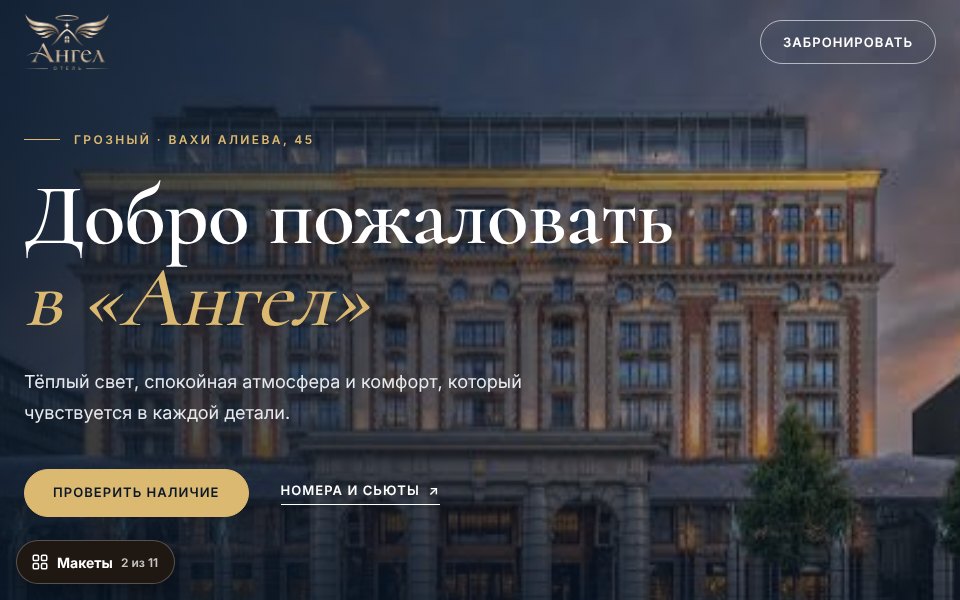 Ангел
ОТЕЛЬ
ЗАБРОНИРОВАТЬ
ГРОЗНЫЙ · ВАХИ АЛИЕВА, 45
Добро пожаловать
в «Ангел»
Тёплый свет, спокойная атмосфера и комфорт, который
чувствуется в каждой детали.
ПРОВЕРИТЬ НАЛИЧИЕ
НОМЕРА И СЬЮТЫ ↗
Макеты 2 из 11